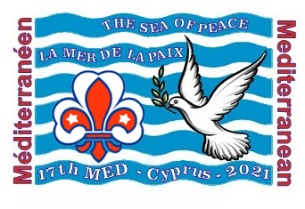 Méditerranéen
THE SEA OF PEACE
LA MER DE LA PAIX
17th MED - Cyprus - 2021
Mediterranean